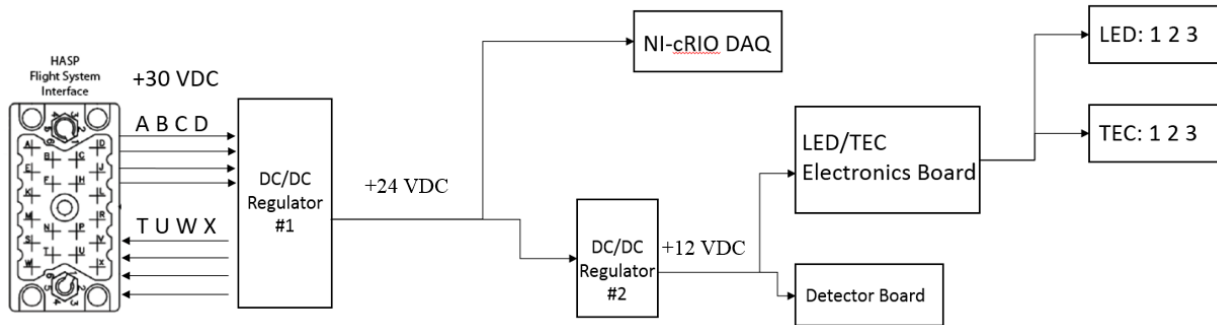 HASP
Flight System
Interface
+30 VDC
A B C D
T U W X
A
B
C
D
E
F
H
J
K
L
M
N
P
R
S
T
U
V
W
X
DC/DC
Regulator
#1
+24 VDC
NI-cRIO DAQ
DC/DC
Regulator
#2
+12 VDC
LED/TEC
Electronics Board
Detector Board
LED: 1 2 3
TEC: 1 2 3